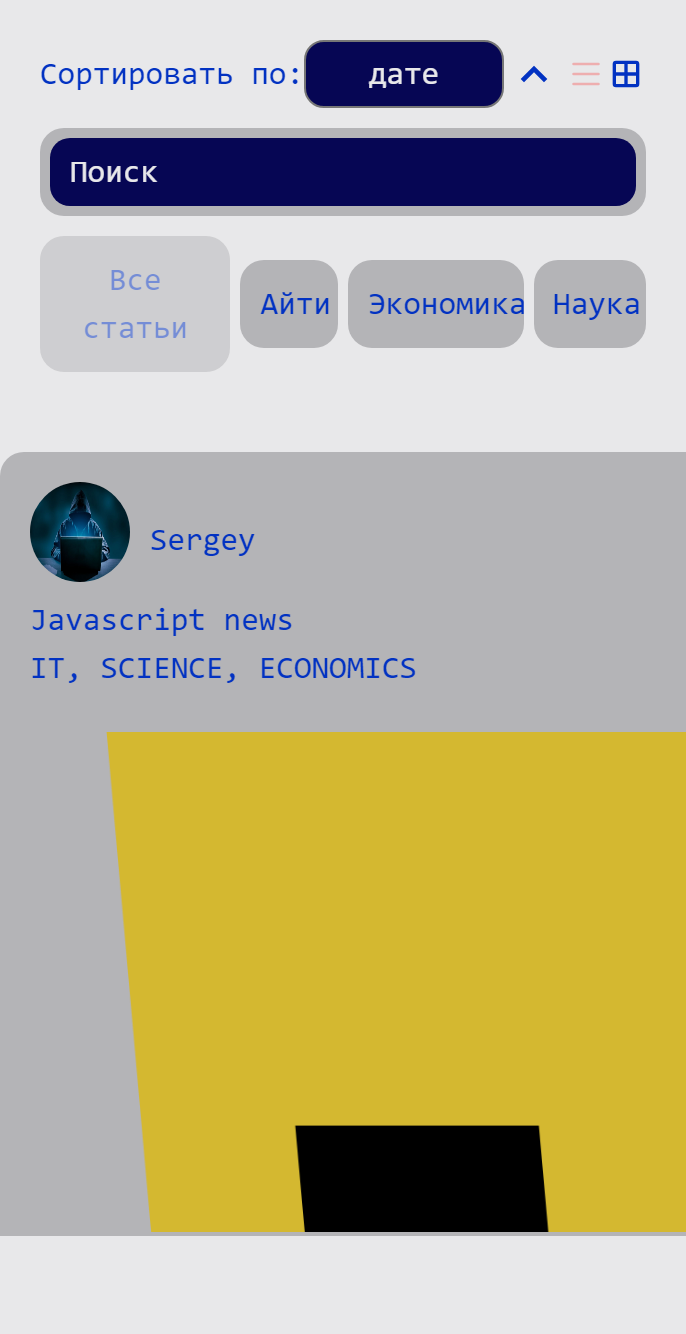 Сортировать по: дате
Поиск
Все
статьи
Айти
Экономика
Наука
Sergey
Javascript news
IT, SCIENCE, ECONOMICS